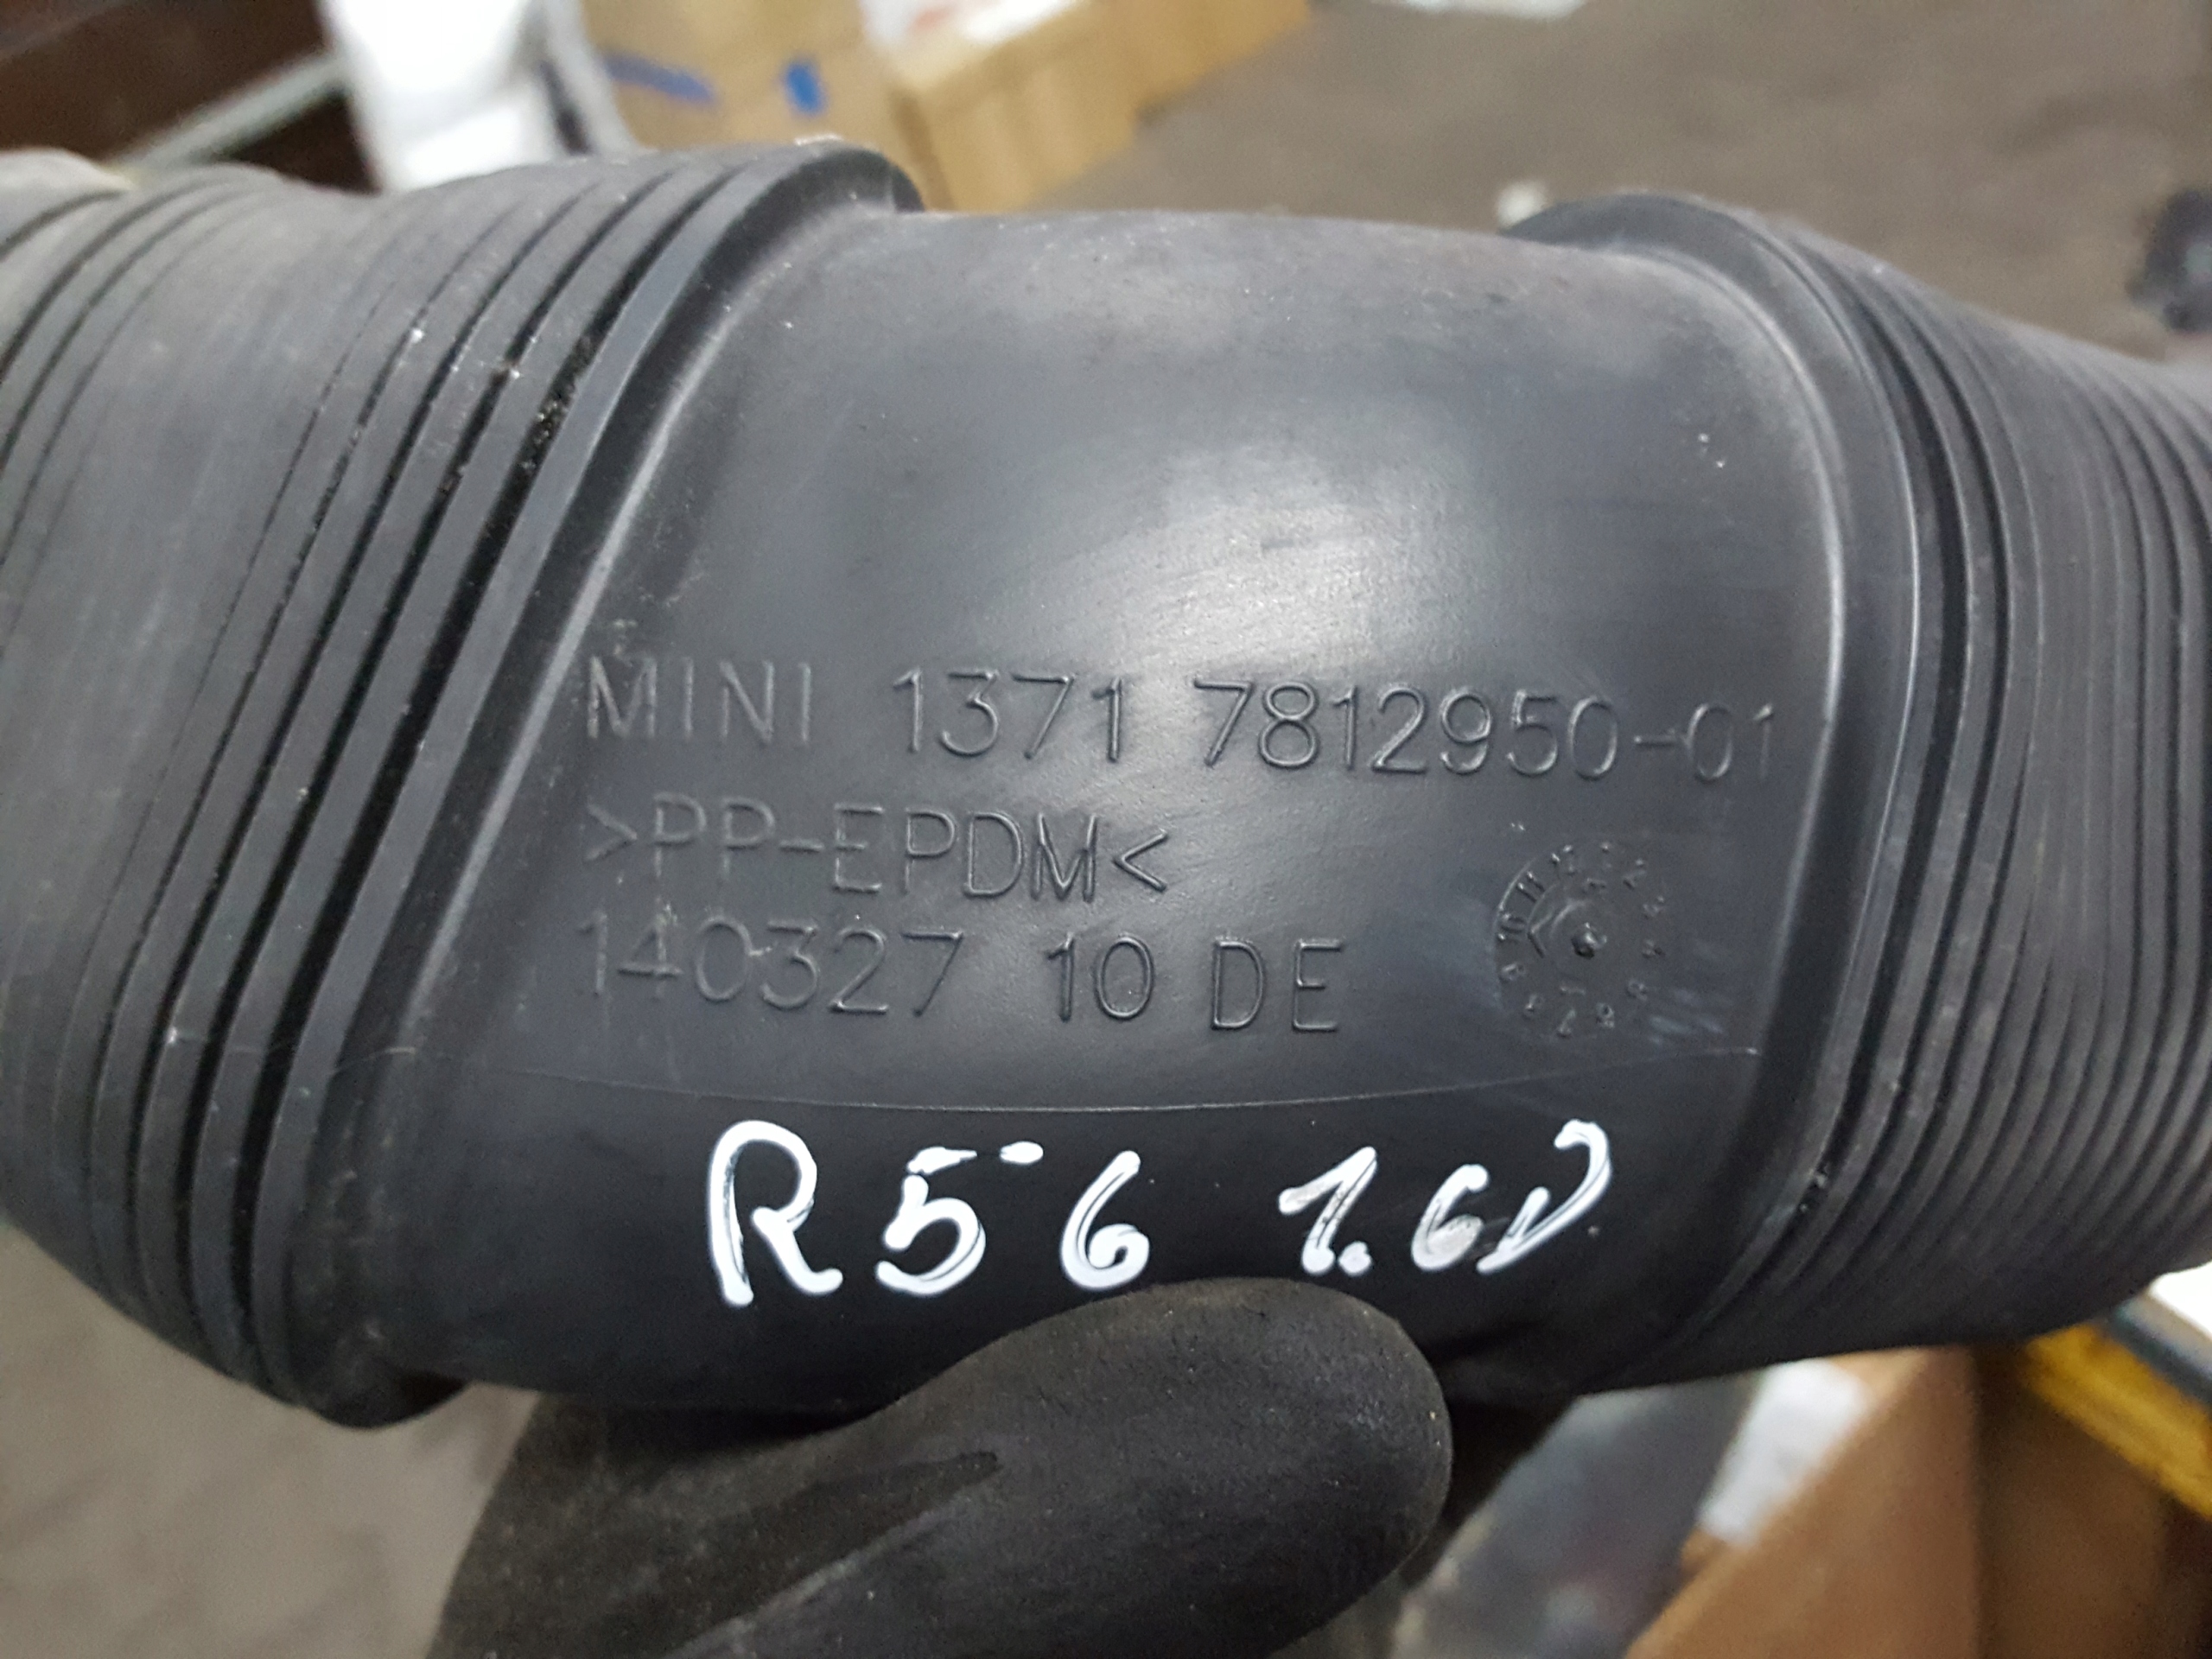 MINI 1371 7812950-01
>PP-EPDM<
140327 10 DE
R56 1.6D